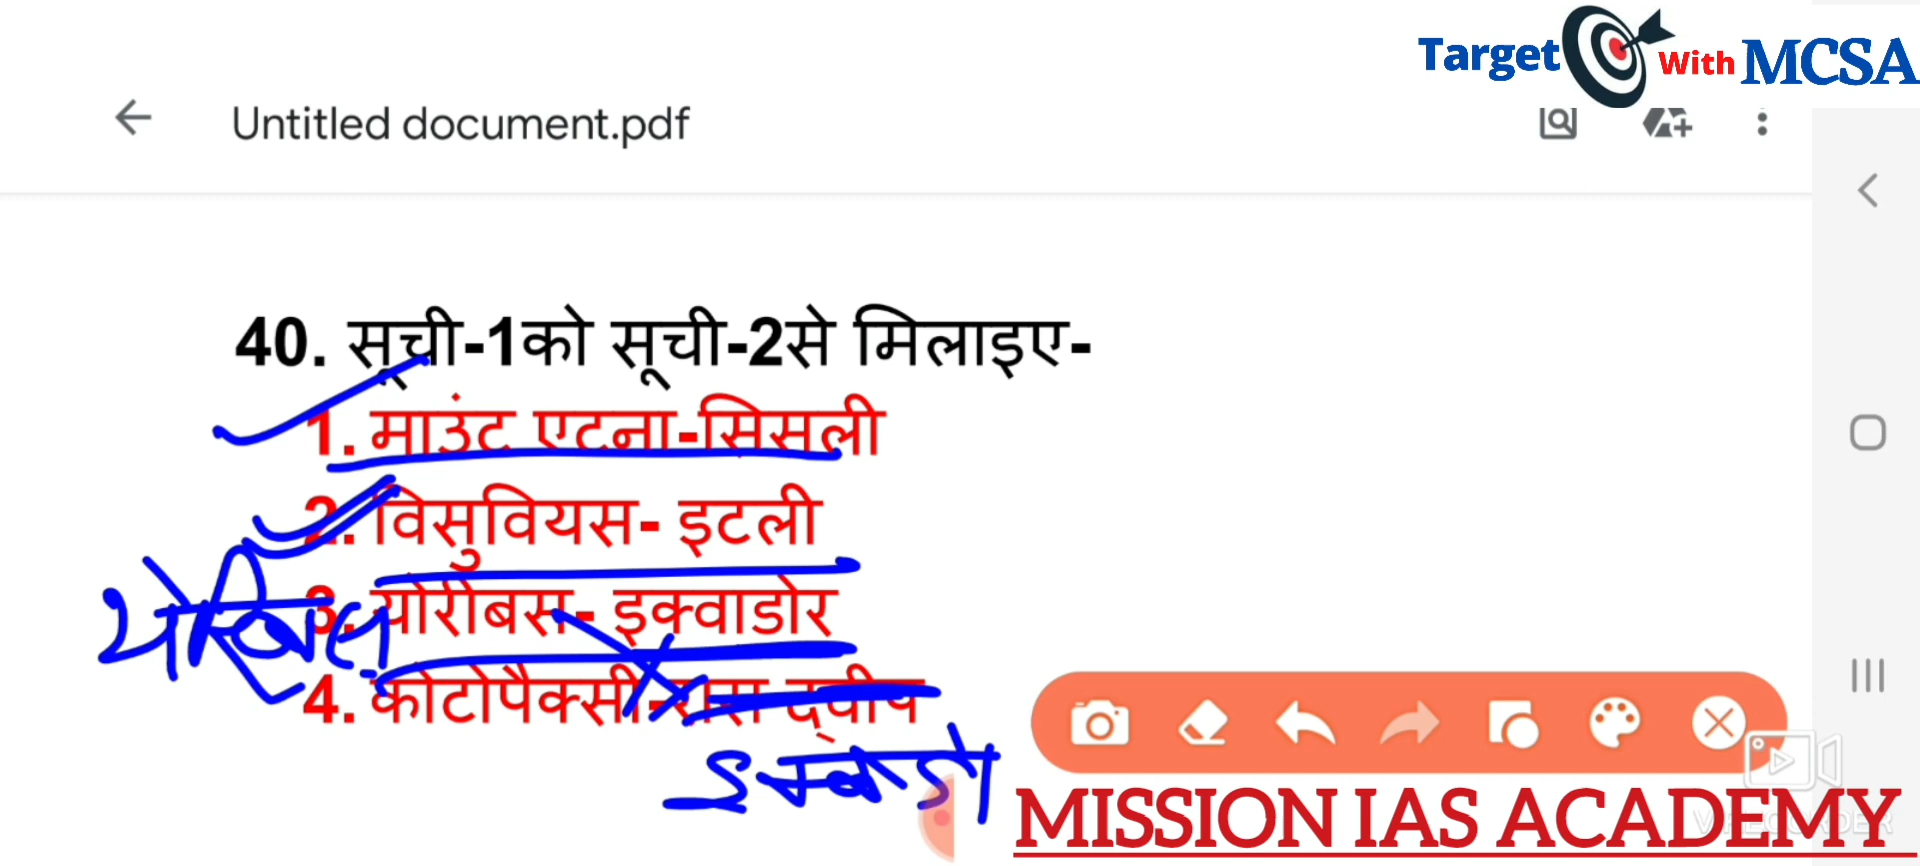 Target With MCSA
Untitled document.pdf
40. सूची-1को सूची-2से मिलाइए-
1. माउंट एटना-सिसली
2. विसुवियस- इटली
3. योरीबस- इक्वाडोर
4. कोटोपैक्सी-रास द्वीप
MISSION IAS ACADEMY